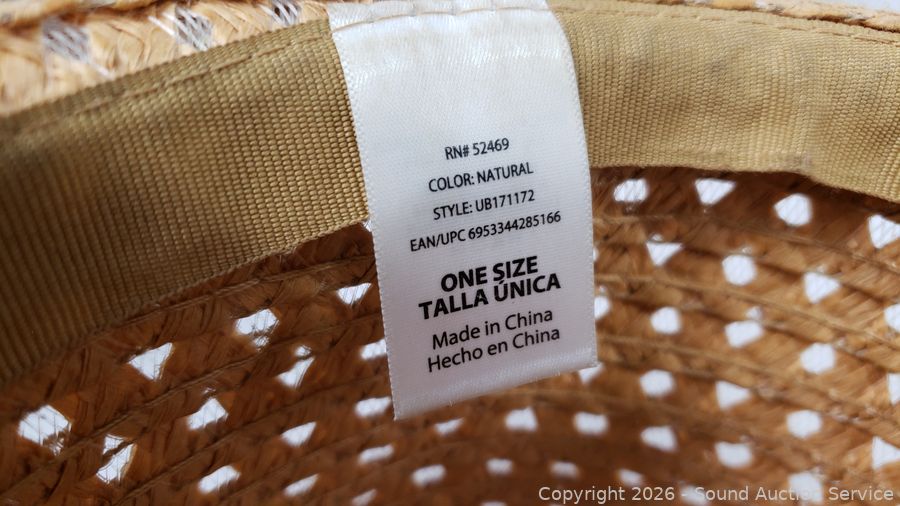 RN# 52469
COLOR: NATURAL
STYLE: UB171172
EAN/UPC 6953344285166
ONE SIZE
TALLA ÚNICA
Made in China
Hecho en China
Copyright 2026 - Sound Auction Service